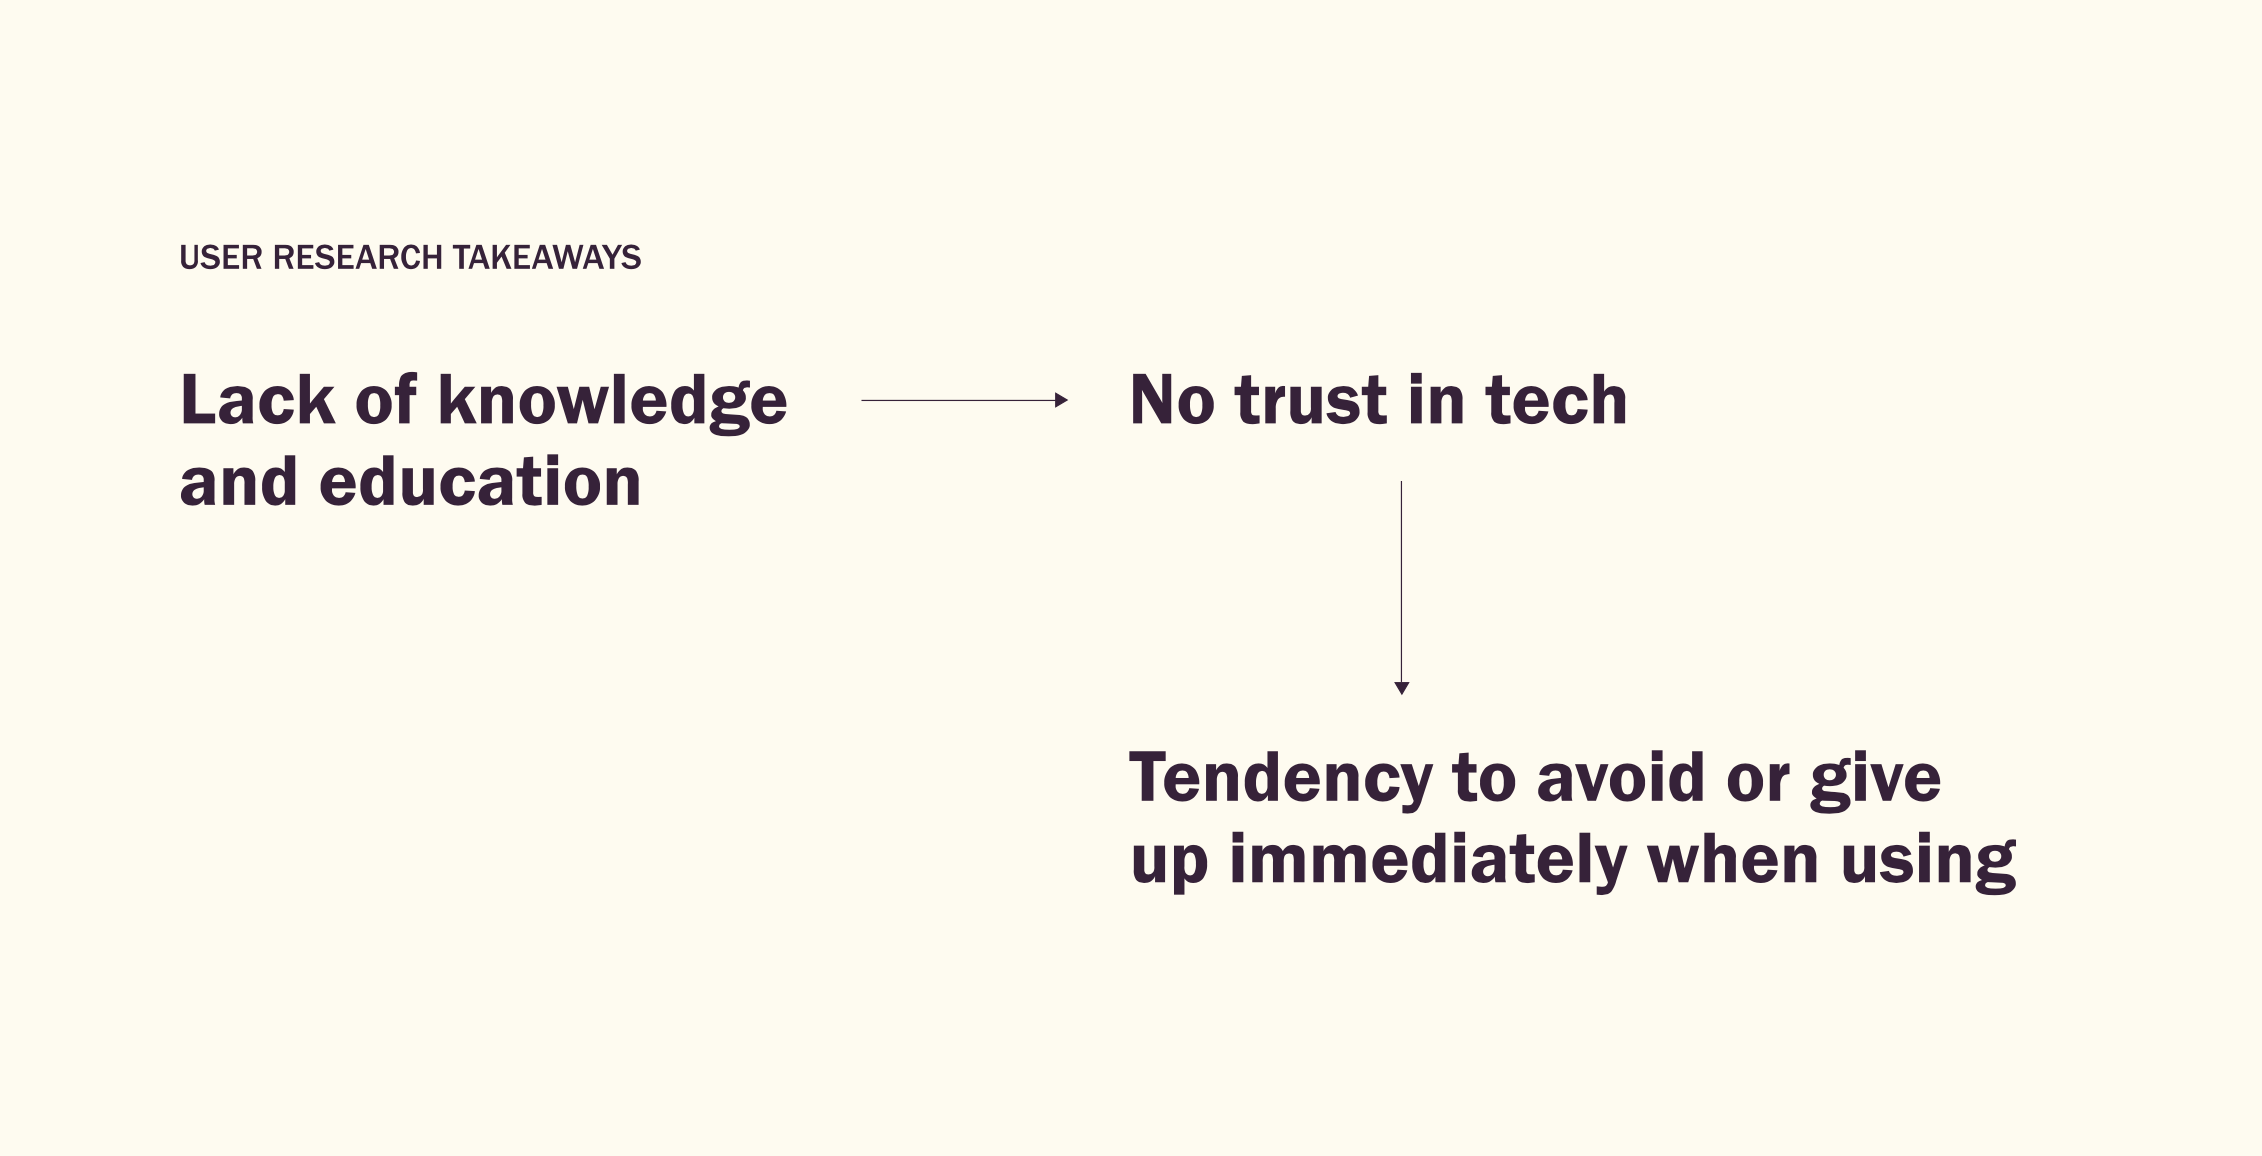 USER RESEARCH TAKEAWAYS
Lack of knowledge
and education
No trust in tech
Tendency to avoid or give
up immediately when using